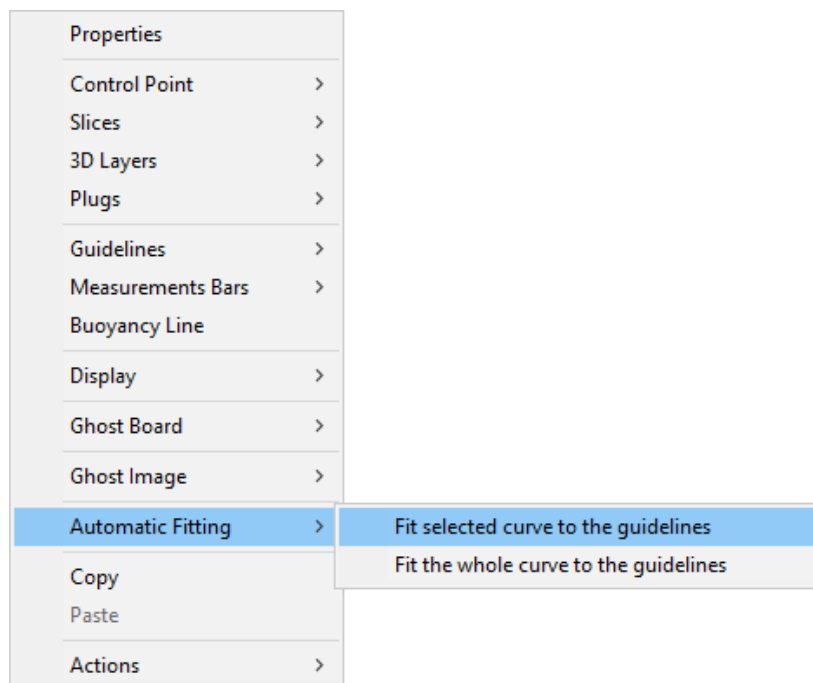 Properties
Control Point
Slices
3D Layers
Plugs
Guidelines
Measurements Bars
Buoyancy Line
Display
Ghost Board
Ghost Image
Automatic Fitting
Fit selected curve to the guidelines
Fit the whole curve to the guidelines
Copy
Paste
Actions